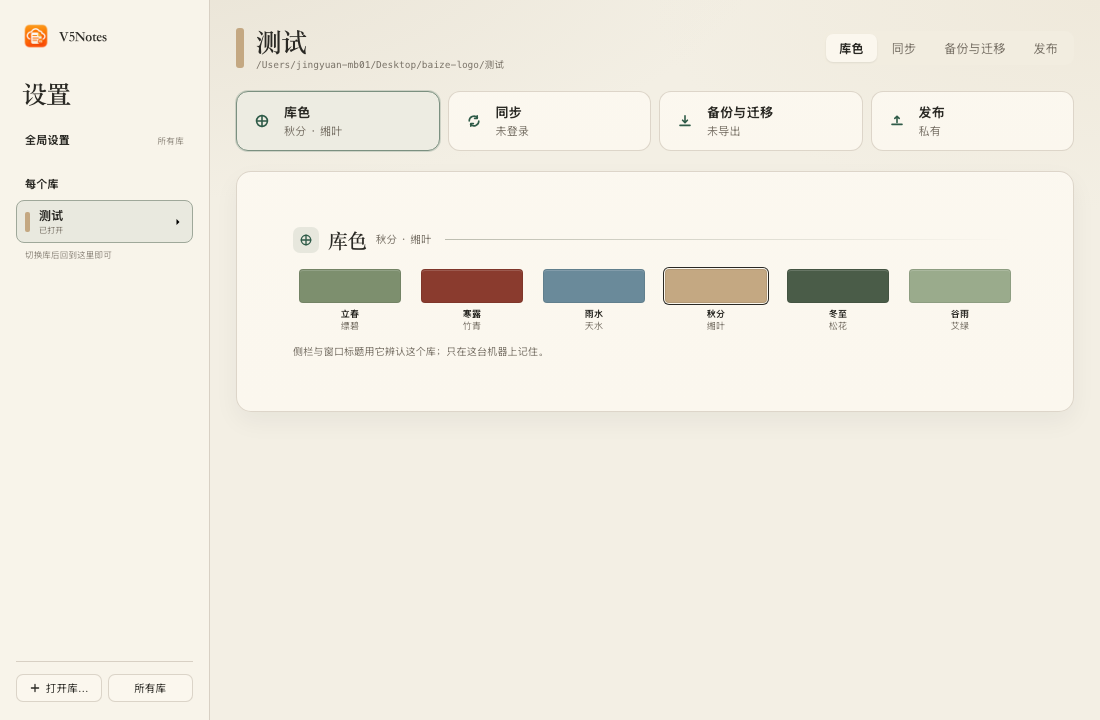 V5Notes
设置
全局设置 所有库
每个库
测试
已打开
切换库后回到这里即可
打开库…
所有库
测试
/Users/jingyuan-mb01/Desktop/baize-logo/测试
库色 同步 备份与迁移 发布
库色
秋分 · 缃叶
同步
未登录
备份与迁移
未导出
发布
私有
库色 秋分 · 缃叶
立春
缥碧
寒露
竹青
雨水
天水
秋分
缃叶
冬至
松花
谷雨
艾绿
侧栏与窗口标题用它辨认这个库；只在这台机器上记住。